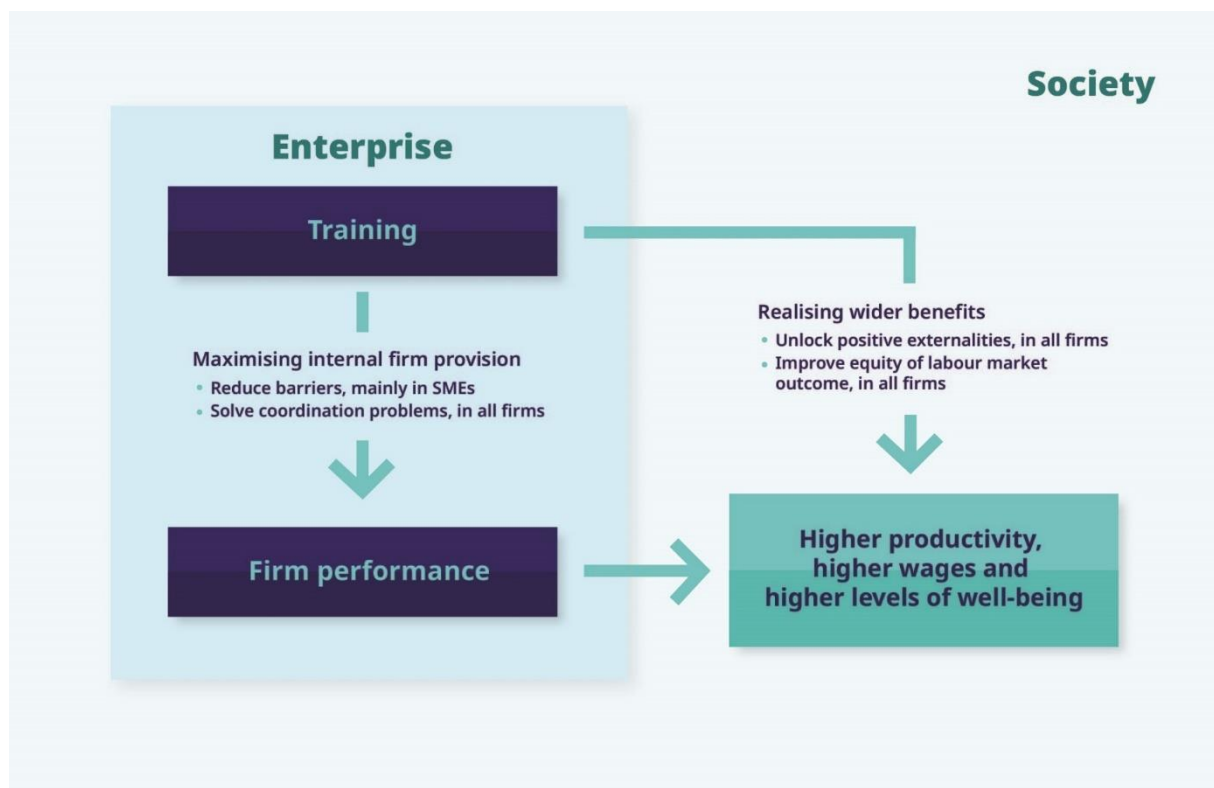 Society
Enterprise
Training
Maximising internal firm provision
• Reduce barriers, mainly in SMEs
• Solve coordination problems, in all firms
Firm performance
Realising wider benefits
• Unlock positive externalities, in all firms
• Improve equity of labour market
outcome, in all firms
Higher productivity,
higher wages and
higher levels of well-being